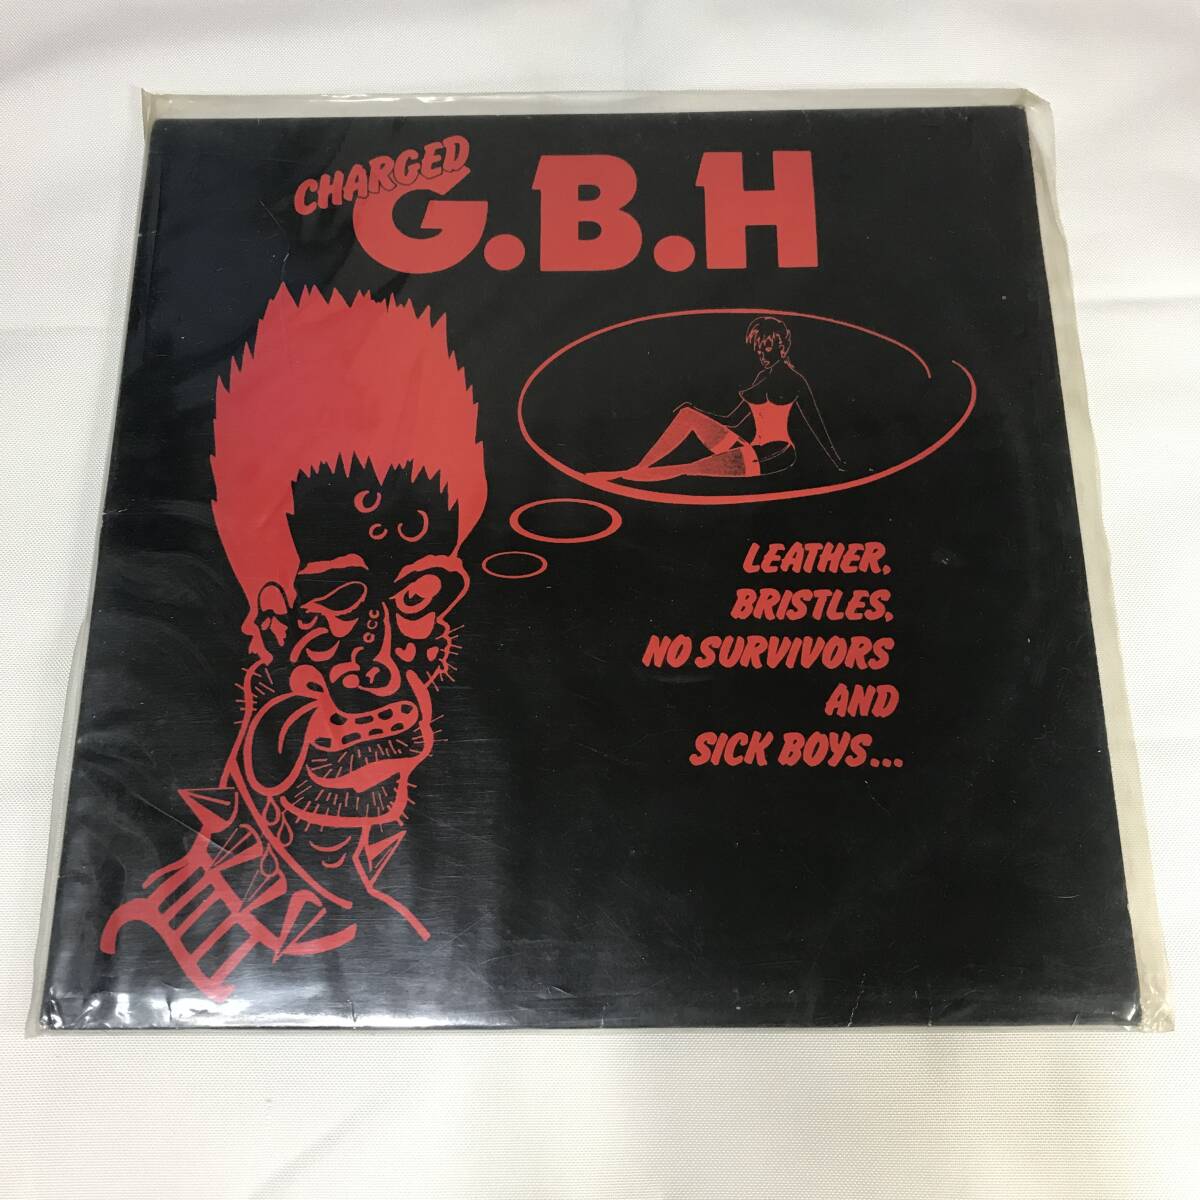 CHARGED
G.B.H
LEATHER,
BRISTLES,
NO SURVIVORS
AND
SICK BOYS...